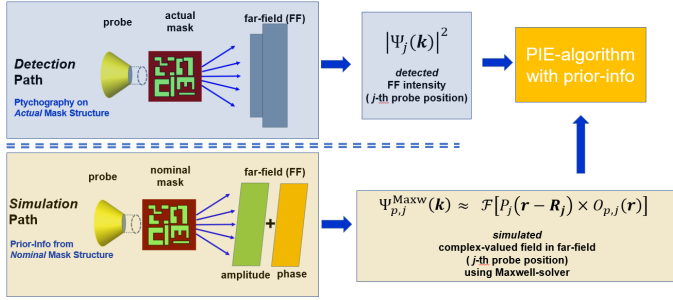 probe
actual
mask
far-field (FF)
Detection
Path
Ptychography on
Actual Mask Structure
|Ψj(k)|²
detected
FF intensity
( j-th probe position)
PIE-algorithm
with prior-info
probe
nominal
mask
far-field (FF)
Simulation
Path
Prior-Info from
Nominal Mask Structure
+
amplitude phase
Ψp,j^Maxw(k) ≈ ℱ[Pj(r − Rj) × Op,j(r)]
simulated
complex-valued field in far-field
( j-th probe position)
using Maxwell-solver